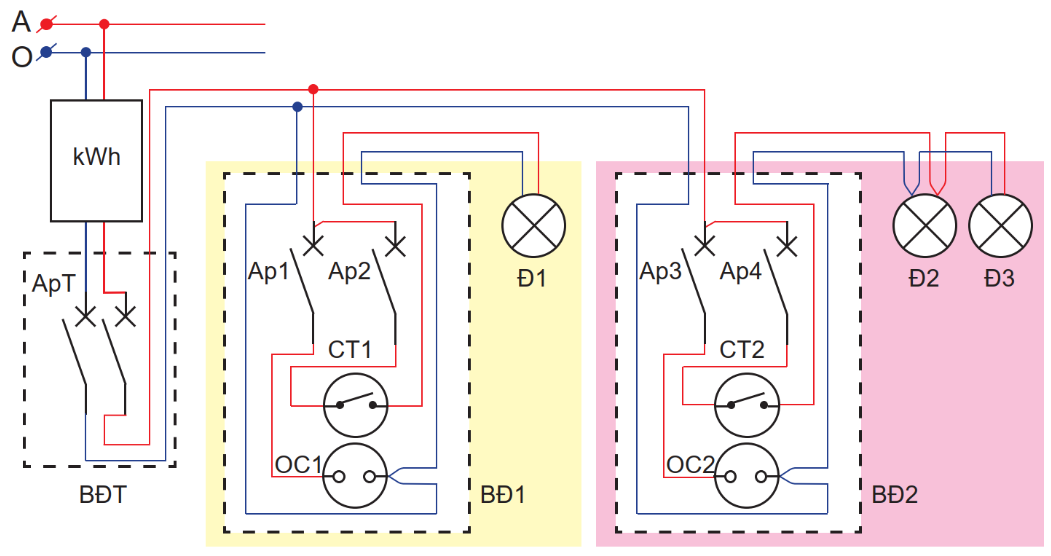 A
O
kWh
ApT
BĐT
Ap1
Ap2
CT1
OC1
BĐ1
Đ1
Ap3
Ap4
CT2
OC2
BĐ2
Đ2
Đ3